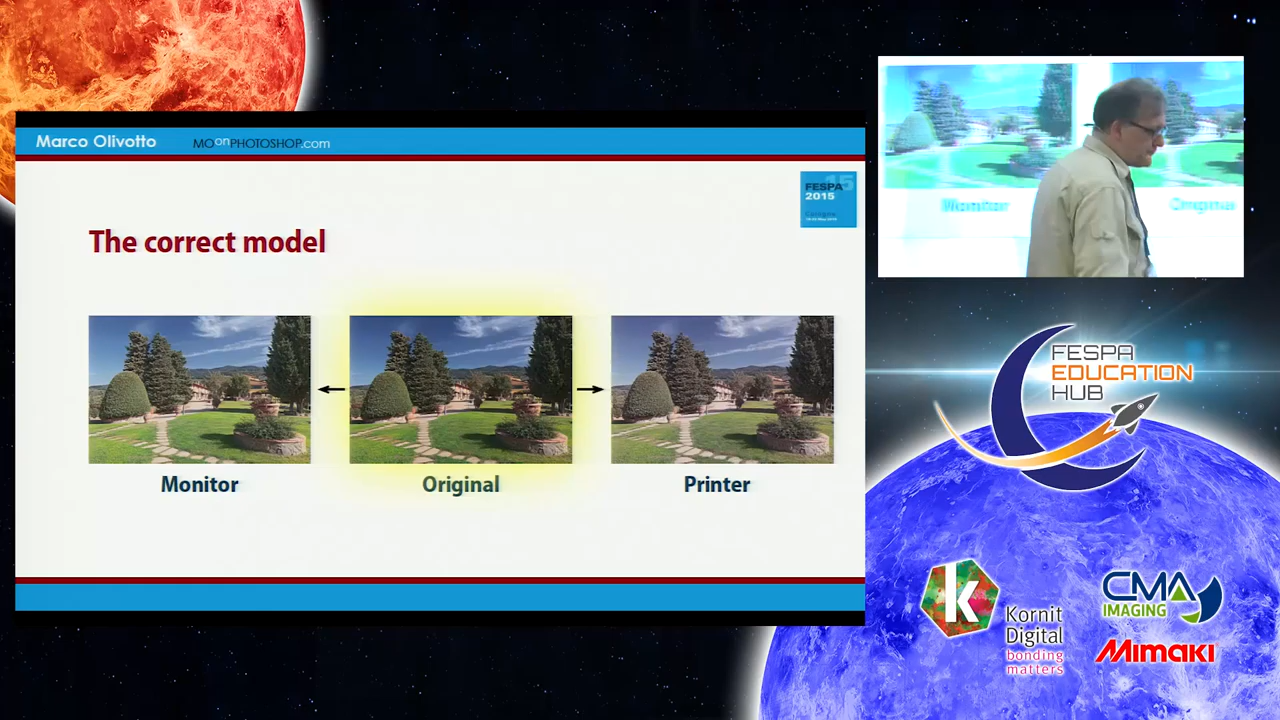 Marco Olivotto
MOonPHOTOSHOP.com
FESPA 15
2015
The correct model
Monitor
Original
Printer
Monitor
Original
FESPA
EDUCATION
HUB
k
Kornit
Digital
bonding
matters
CMA
IMAGING
Mimaki